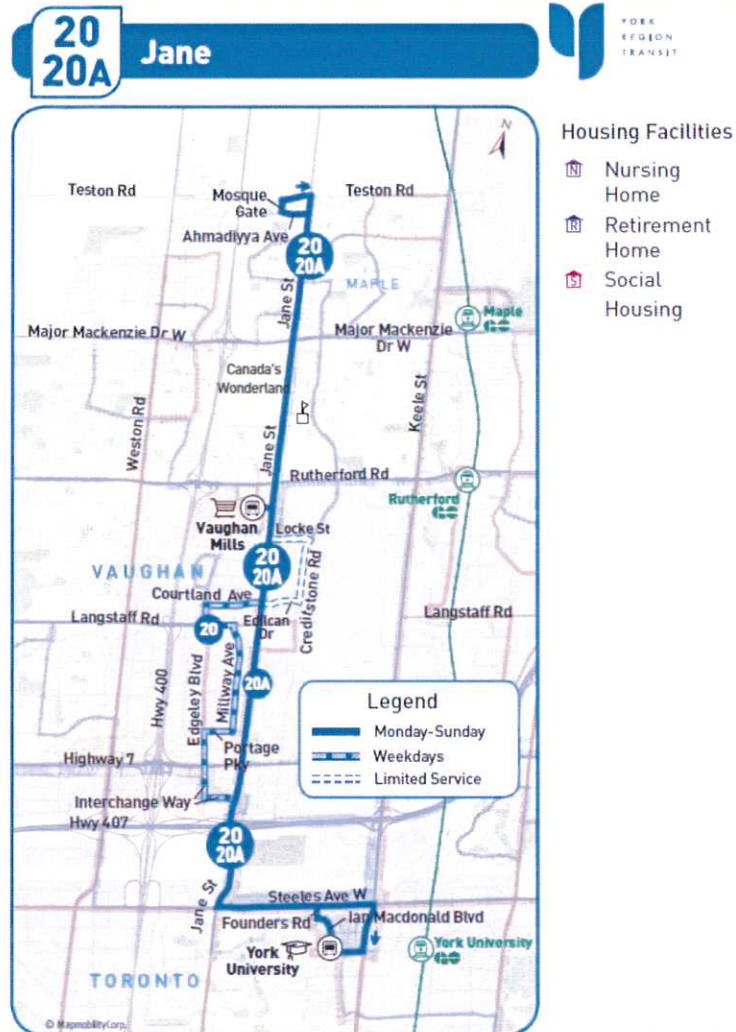 20
20A
Jane
YORK
REGION
TRANSIT
Housing Facilities
N Nursing
Home
R Retirement
Home
S Social
Housing
N
Teston Rd
Mosque
Gate
Teston Rd
Ahmadiyya Ave
20
20A
MAPLE
Jane St
Maple
GO
Major Mackenzie Dr W
Major Mackenzie
Dr W
Canada's
Wonderland
Keele St
Weston Rd
Jane St
Rutherford Rd
Rutherford
GO
Vaughan
Mills
Locke St
20
20A
VAUGHAN
Creditstone Rd
Courtland Ave
Langstaff Rd
Edilcan
Dr
Langstaff Rd
20
Hwy 400
Edgeley Blvd
Millway Ave
20A
Legend
Monday-Sunday
Weekdays
Limited Service
Portage
Pky
Highway 7
Interchange Way
Hwy 407
20
20A
Jane St
Steeles Ave W
Founders Rd
Ian Macdonald Blvd
York
University
York University
GO
TORONTO
© MapmobilityCorp.